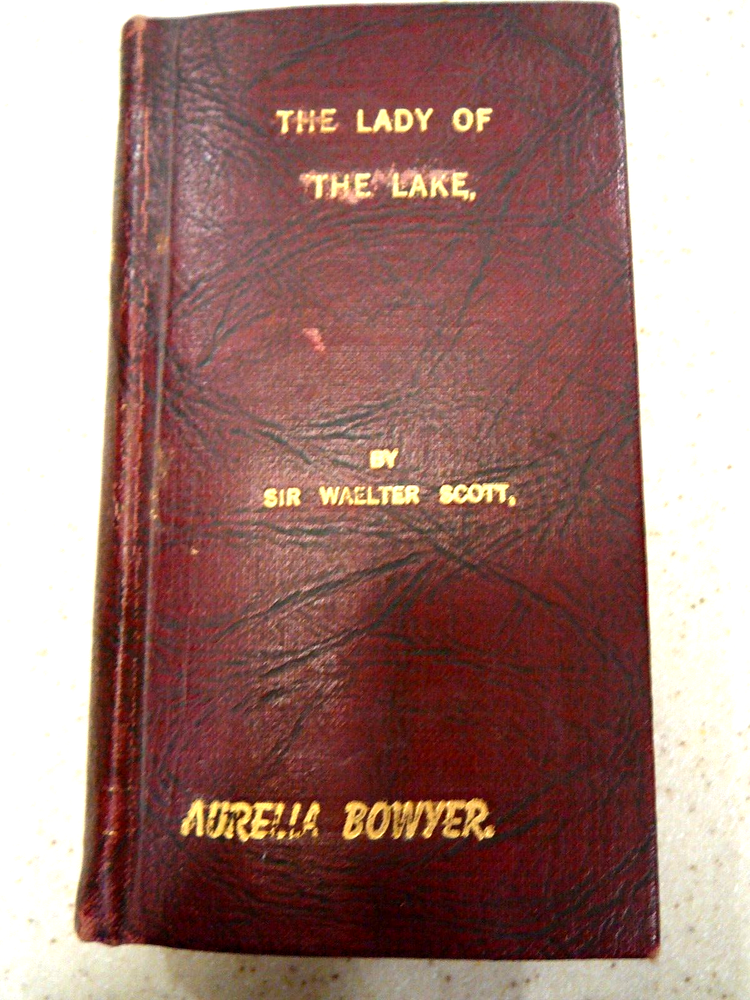 THE LADY OF
THE LAKE,
BY
SIR WAELTER SCOTT,
AURELIA BOWYER.